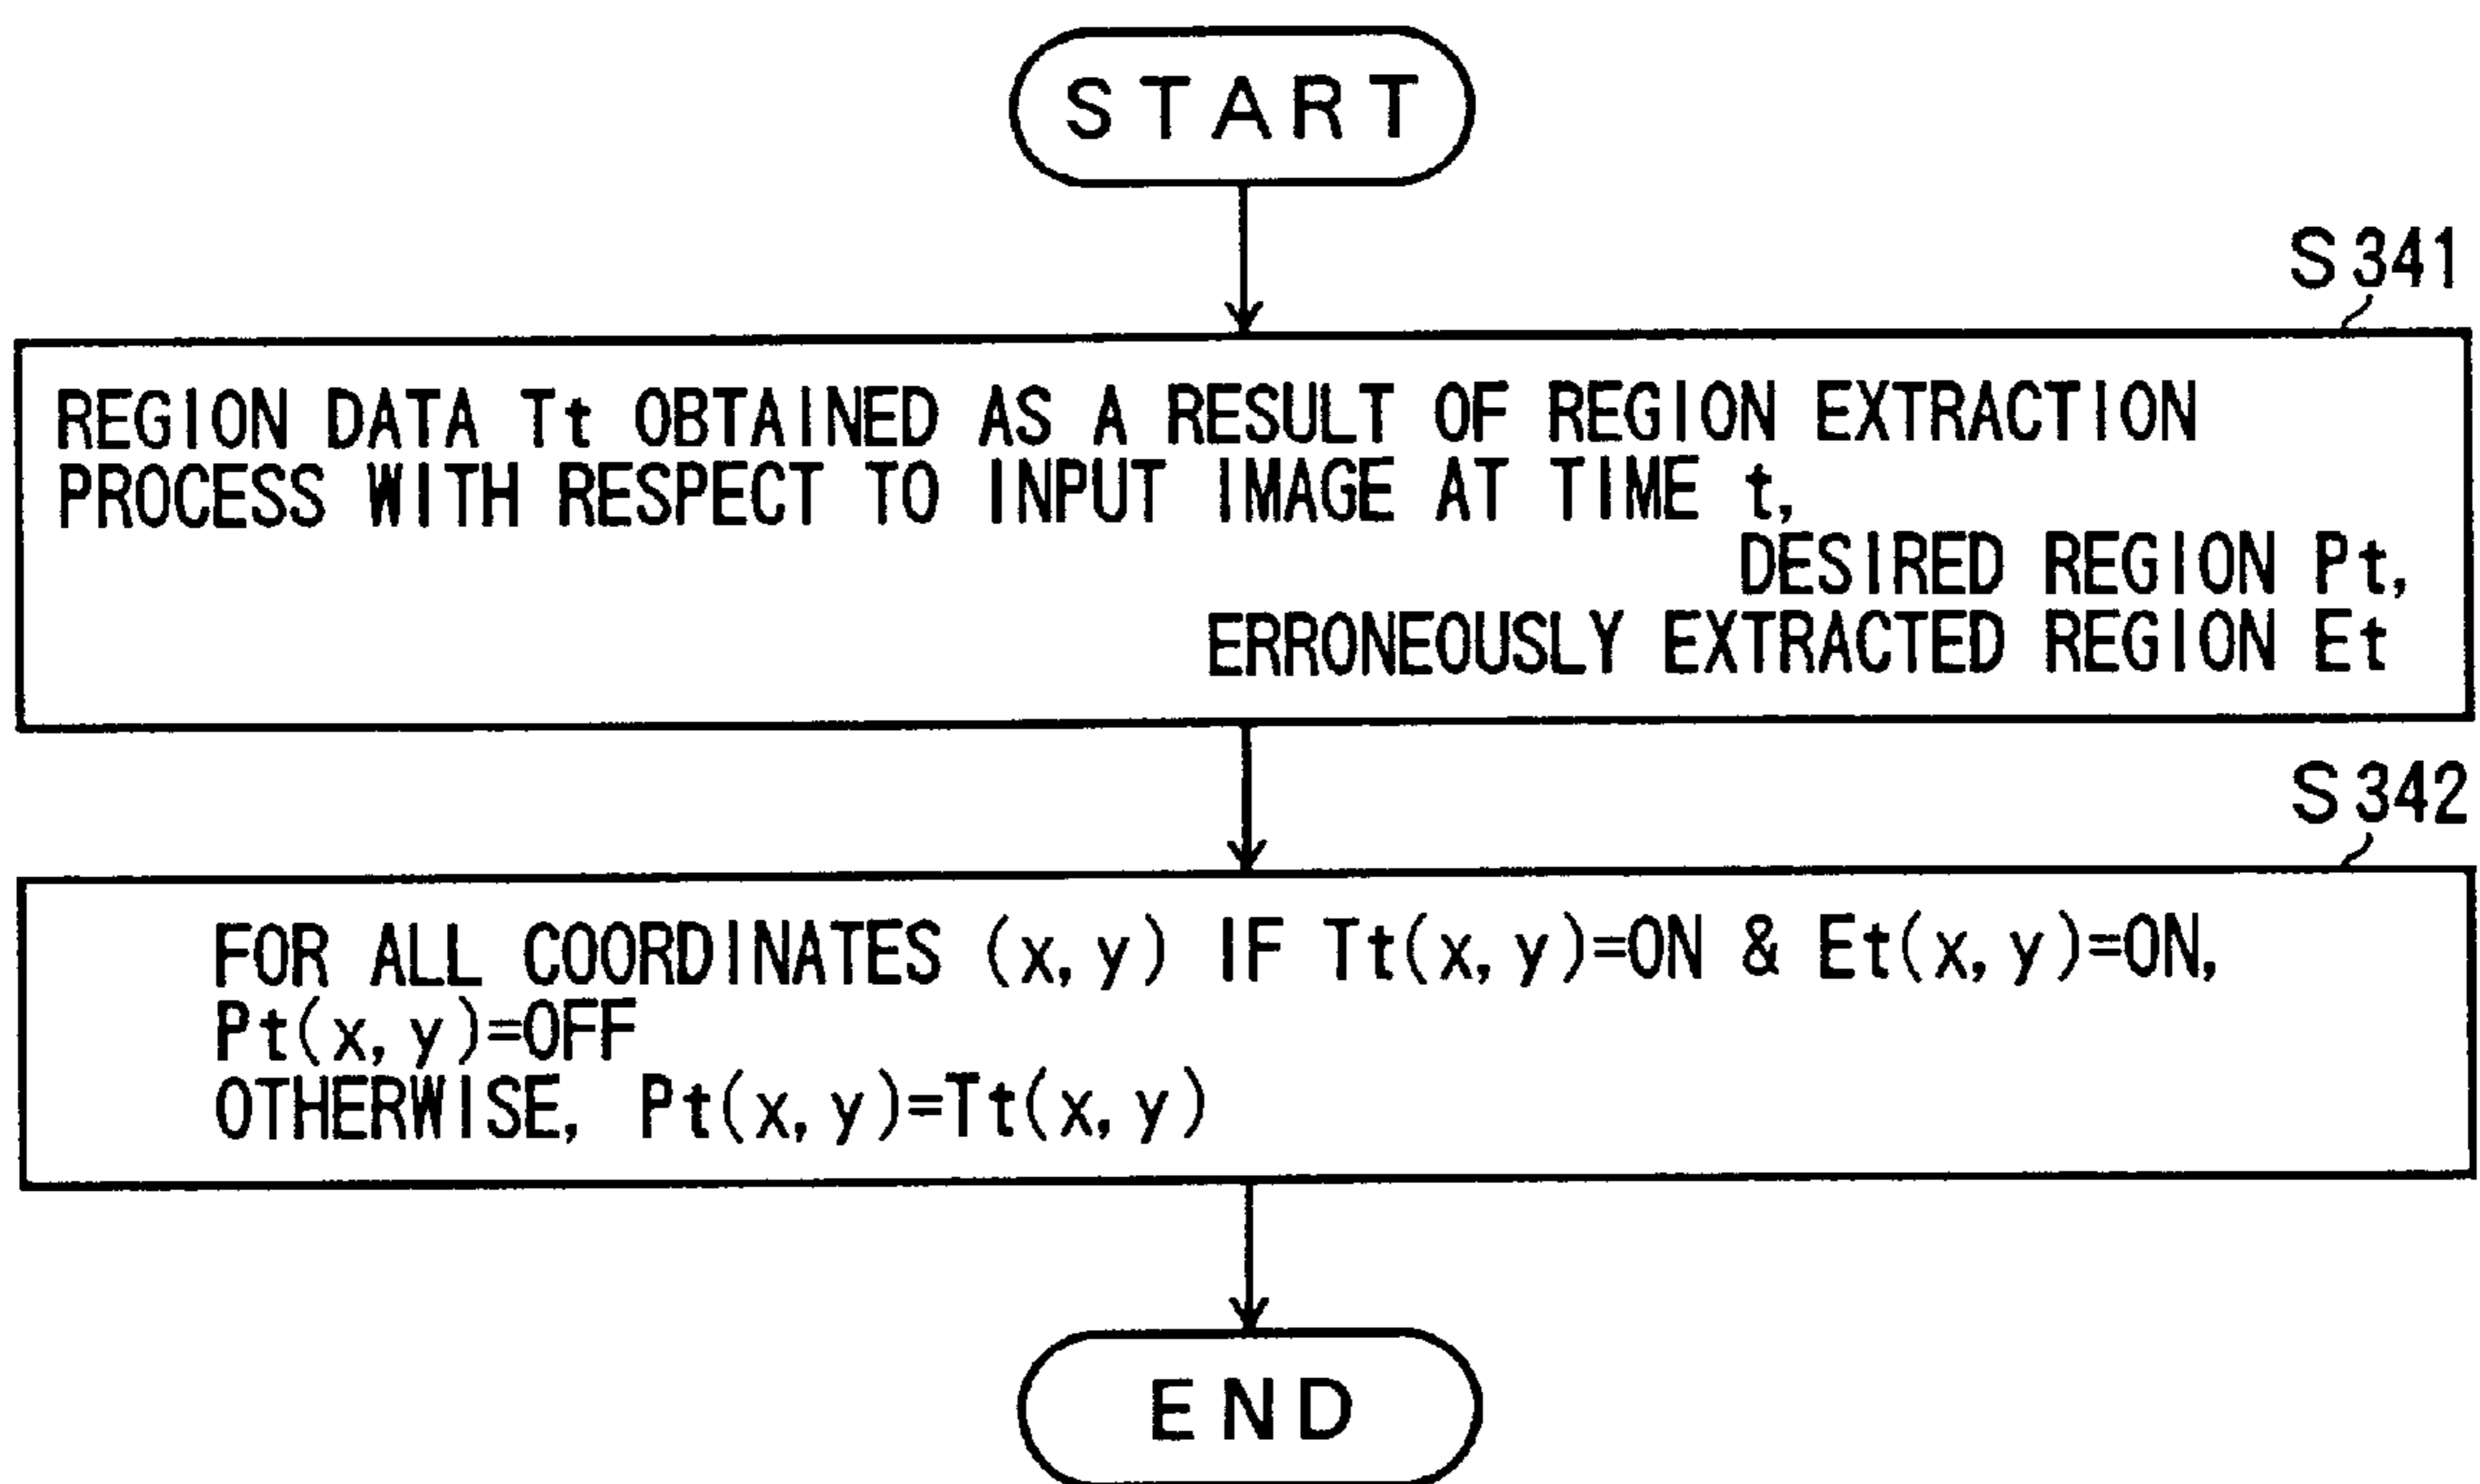 START
S341
REGION DATA Tt OBTAINED AS A RESULT OF REGION EXTRACTION
PROCESS WITH RESPECT TO INPUT IMAGE AT TIME t,
DESIRED REGION Pt,
ERRONEOUSLY EXTRACTED REGION Et
S342
FOR ALL COORDINATES (x, y) IF Tt(x, y)=ON & Et(x, y)=ON,
Pt(x, y)=OFF
OTHERWISE, Pt(x, y)=Tt(x, y)
END